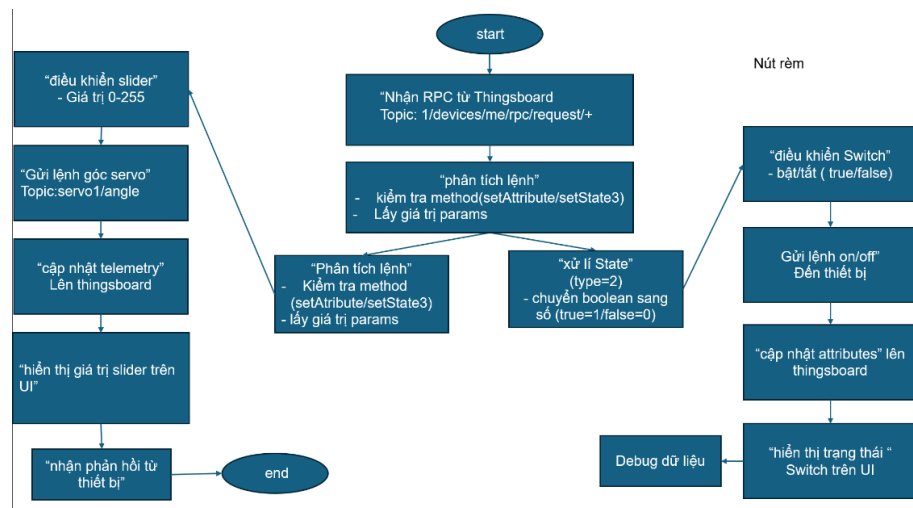 start
Nút rèm
“Nhận RPC từ Thingsboard
Topic: 1/devices/me/rpc/request/+
“phân tích lệnh”
- kiểm tra method(setAttribute/setState3)
- Lấy giá trị params
“Phân tích lệnh”
- Kiểm tra method
(setAtribute/setState3)
- lấy giá trị params
“điều khiển slider”
- Giá trị 0-255
“Gửi lệnh góc servo”
Topic:servo1/angle
“cập nhật telemetry”
Lên thingsboard
“hiển thị giá trị slider trên
UI”
“nhận phản hồi từ
thiết bị”
end
“xử lí State”
(type=2)
- chuyển boolean sang
số (true=1/false=0)
“điều khiển Switch”
- bật/tắt ( true/false)
Gửi lệnh on/off”
Đến thiết bị
“cập nhật attributes” lên
thingsboard
“hiển thị trạng thái “
Switch trên UI
Debug dữ liệu